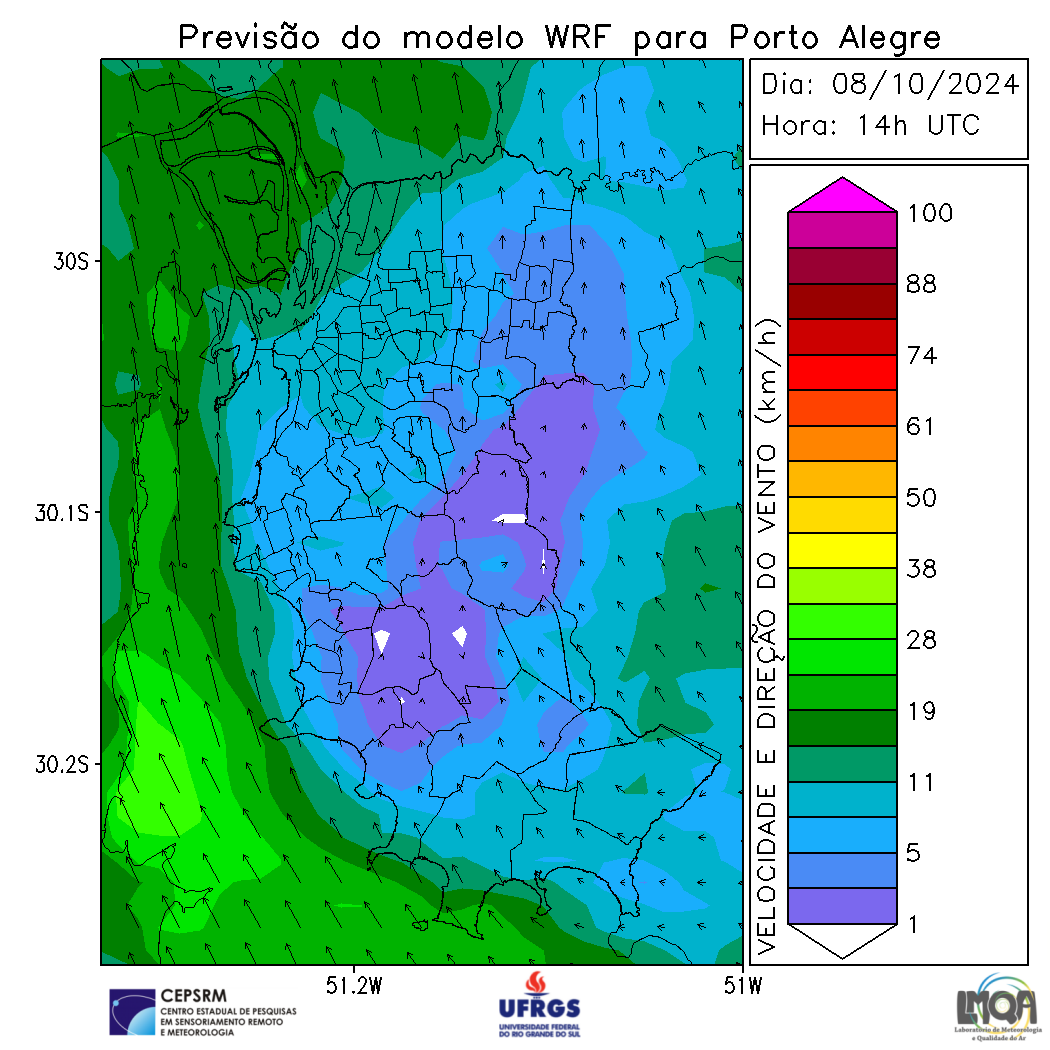 Previsão do modelo WRF para Porto Alegre
Dia: 08/10/2024
Hora: 14h UTC
30S
30.1S
30.2S
51.2W
51W
VELOCIDADE E DIREÇÃO DO VENTO (km/h)
100
88
74
61
50
38
28
19
11
5
1
CEPSRM
CENTRO ESTADUAL DE PESQUISAS
EM SENSORIAMENTO REMOTO
E METEOROLOGIA
UFRGS
UNIVERSIDADE FEDERAL
DO RIO GRANDE DO SUL
LMQA
Laboratório de Meteorologia
e Qualidade do Ar